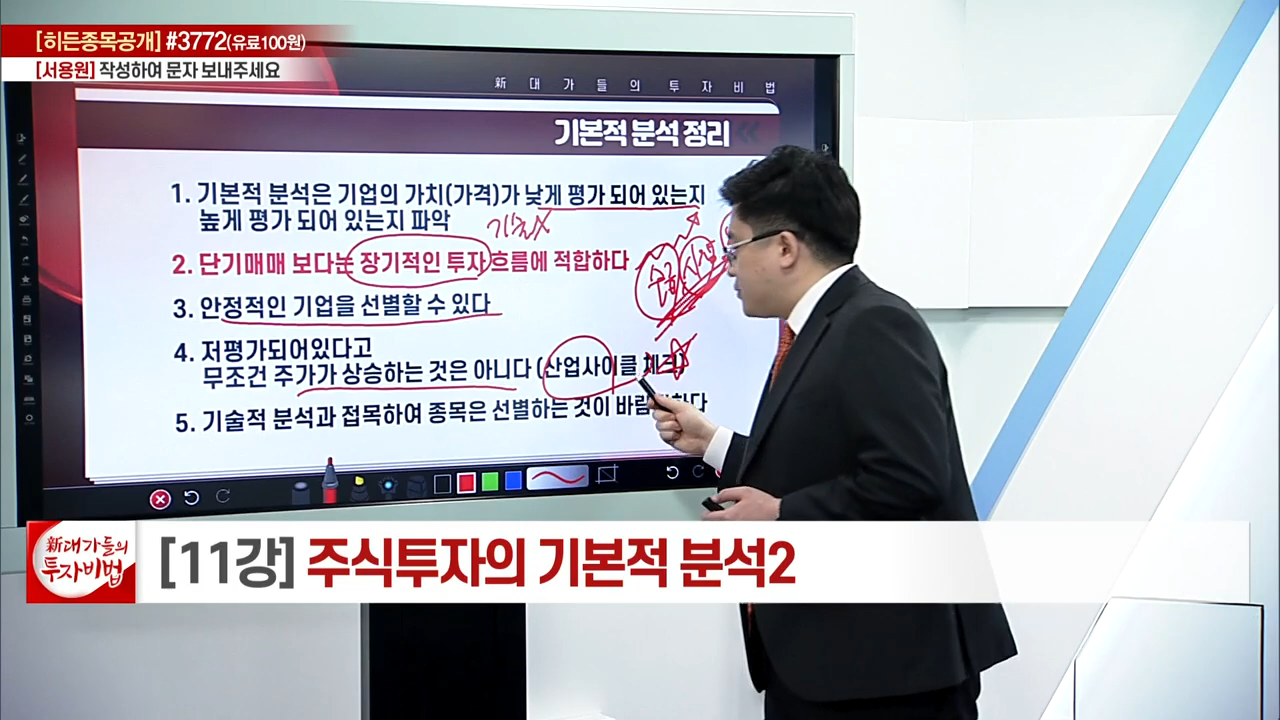 [히든종목공개] #3772(유료100원)
[서용원] 작성하여 문자 보내주세요
新 대 가 들 의 투 자 비 법
기본적 분석 정리
1. 기본적 분석은 기업의 가치(가격)가 낮게 평가 되어 있는지
높게 평가 되어 있는지 파악
2. 단기매매 보다는 장기적인 투자 흐름에 적합하다
3. 안정적인 기업을 선별할 수 있다
4. 저평가되어있다고
무조건 주가가 상승하는 것은 아니다 (산업사이클 체크)
5. 기술적 분석과 접목하여 종목은 선별하는 것이 바람직하다
新대가들의
투자비법
[11강] 주식투자의 기본적 분석2